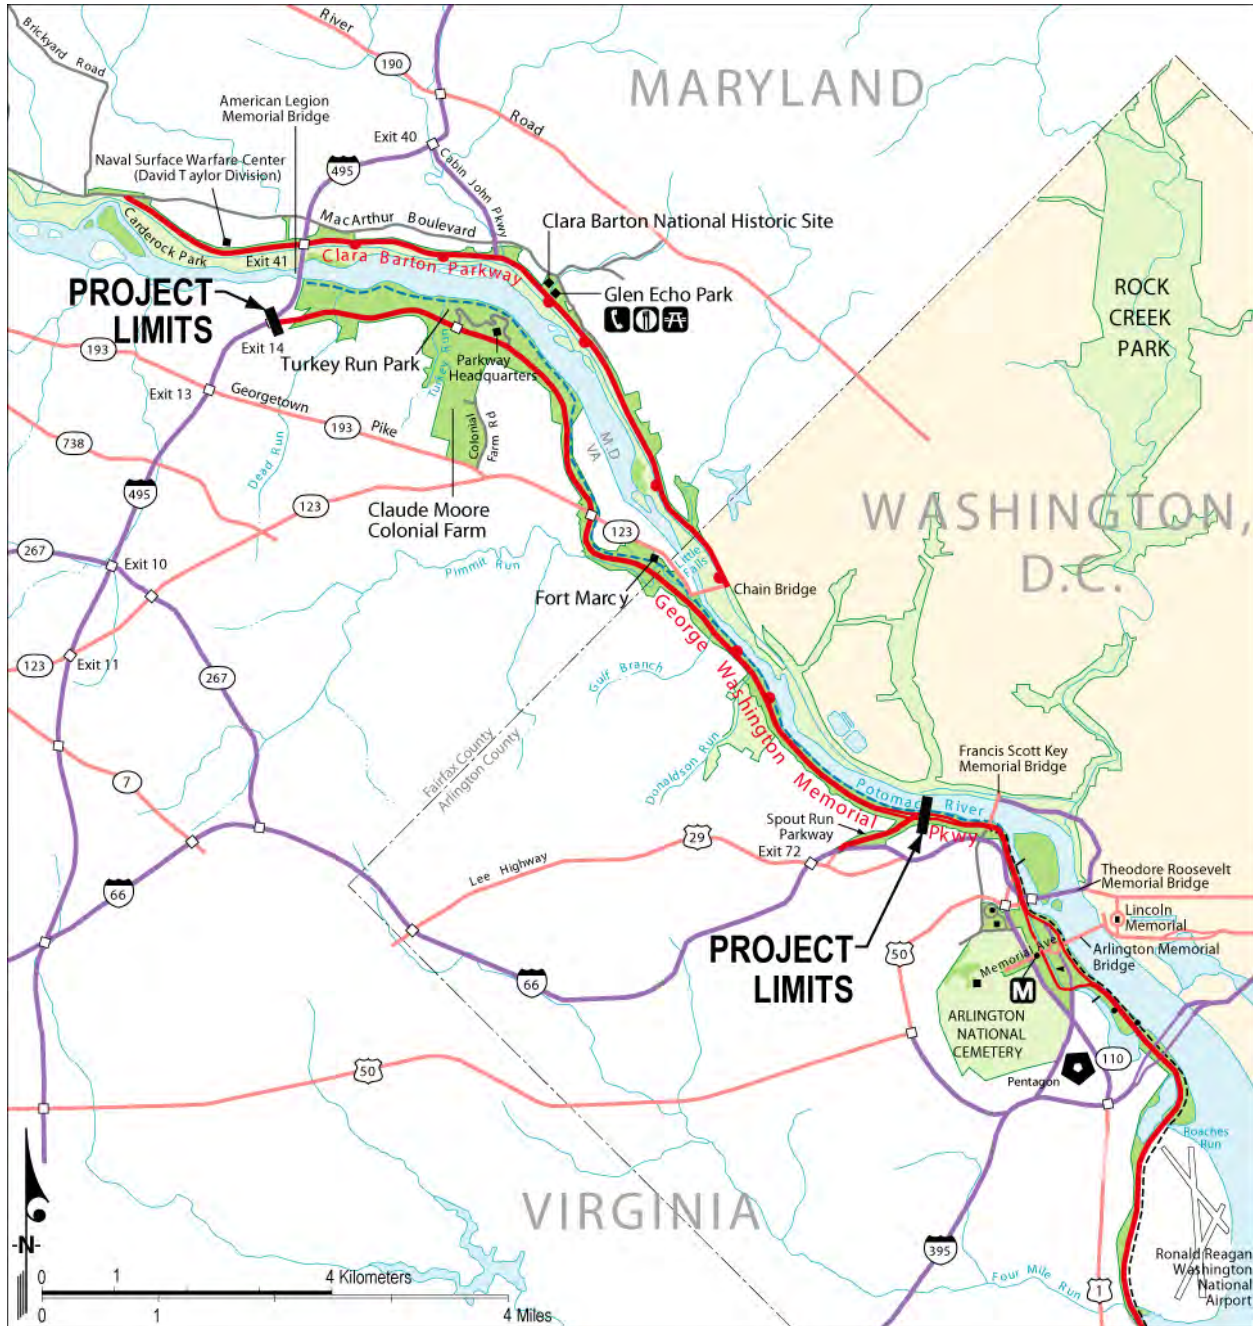 River
190
Road
MARYLAND
Brickyard Road
American Legion
Memorial Bridge
Exit 40
Naval Surface Warfare Center
(David Taylor Division)
495
Cabin John Pkwy
MacArthur Boulevard
Clara Barton National Historic Site
Carderock Park
Exit 41
Clara Barton Parkway
Glen Echo Park
PROJECT
LIMITS
ROCK
CREEK
PARK
193
Exit 14
Turkey Run Park
Turkey Run
Parkway
Headquarters
Exit 13
Georgetown
193
Pike
Colonial
Farm Rd
MD
VA
738
Dead Run
495
123
Claude Moore
Colonial Farm
123
WASHINGTON,
D.C.
267
Exit 10
Pimmit Run
Little
Falls
Chain Bridge
Fort Marcy
George Washington Memorial Pkwy
123
Exit 11
267
Gulf Branch
Donaldson Run
Fairfax County
Arlington County
7
Francis Scott Key
Memorial Bridge
Potomac River
Spout Run
Parkway
Exit 72
29
Lee Highway
66
Theodore Roosevelt
Memorial Bridge
Lincoln
Memorial
PROJECT
LIMITS
50
Memorial Ave
Arlington Memorial
Bridge
66
M
ARLINGTON
NATIONAL
CEMETERY
110
50
Pentagon
Roaches
Run
VIRGINIA
395
Four Mile Run
1
Ronald Reagan
Washington
National
Airport
-N-
0 1 4 Kilometers
0 1 4 Miles